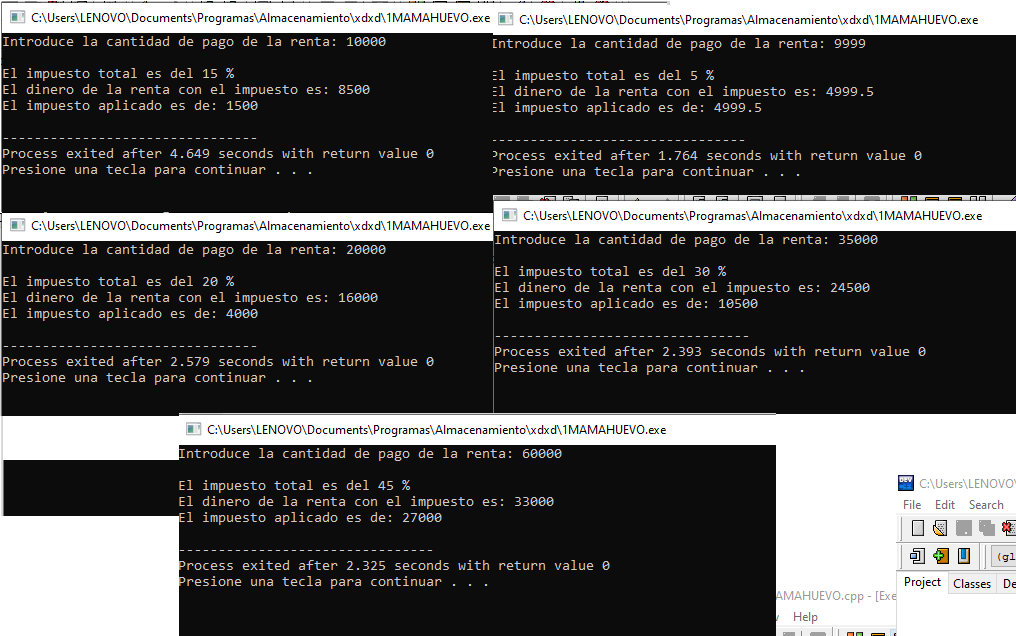 C:\Users\LENOVO\Documents\Programas\Almacenamiento\xdxd\1MAMAHUEVO.exe
Introduce la cantidad de pago de la renta: 10000
El impuesto total es del 15 %
El dinero de la renta con el impuesto es: 8500
El impuesto aplicado es de: 1500
--------------------------------
Process exited after 4.649 seconds with return value 0
Presione una tecla para continuar . . .
C:\Users\LENOVO\Documents\Programas\Almacenamiento\xdxd\1MAMAHUEVO.exe
Introduce la cantidad de pago de la renta: 9999
El impuesto total es del 5 %
El dinero de la renta con el impuesto es: 4999.5
El impuesto aplicado es de: 4999.5
--------------------------------
Process exited after 1.764 seconds with return value 0
Presione una tecla para continuar . . .
C:\Users\LENOVO\Documents\Programas\Almacenamiento\xdxd\1MAMAHUEVO.exe
Introduce la cantidad de pago de la renta: 20000
El impuesto total es del 20 %
El dinero de la renta con el impuesto es: 16000
El impuesto aplicado es de: 4000
--------------------------------
Process exited after 2.579 seconds with return value 0
Presione una tecla para continuar . . .
C:\Users\LENOVO\Documents\Programas\Almacenamiento\xdxd\1MAMAHUEVO.exe
Introduce la cantidad de pago de la renta: 35000
El impuesto total es del 30 %
El dinero de la renta con el impuesto es: 24500
El impuesto aplicado es de: 10500
--------------------------------
Process exited after 2.393 seconds with return value 0
Presione una tecla para continuar . . .
C:\Users\LENOVO\Documents\Programas\Almacenamiento\xdxd\1MAMAHUEVO.exe
Introduce la cantidad de pago de la renta: 60000
El impuesto total es del 45 %
El dinero de la renta con el impuesto es: 33000
El impuesto aplicado es de: 27000
--------------------------------
Process exited after 2.325 seconds with return value 0
Presione una tecla para continuar . . .
DEV C:\Users\LENOVO\
File Edit Search
(gl
Project Classes De
AMAHUEVO.cpp - [Exe
Help